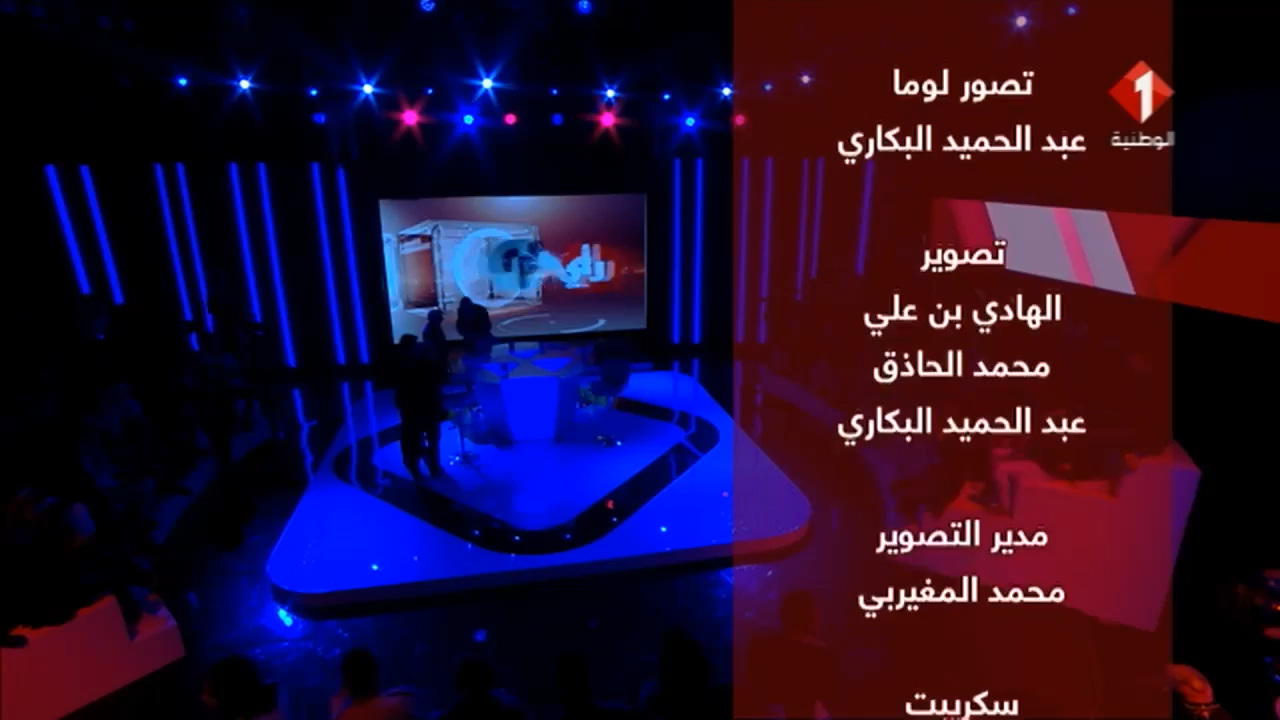 تصور لوما
عبد الحميد البكاري
1
الوطنية
تصوير
الهادي بن علي
محمد الحاذق
عبد الحميد البكاري
مدير التصوير
محمد المغيربي
سكريبت